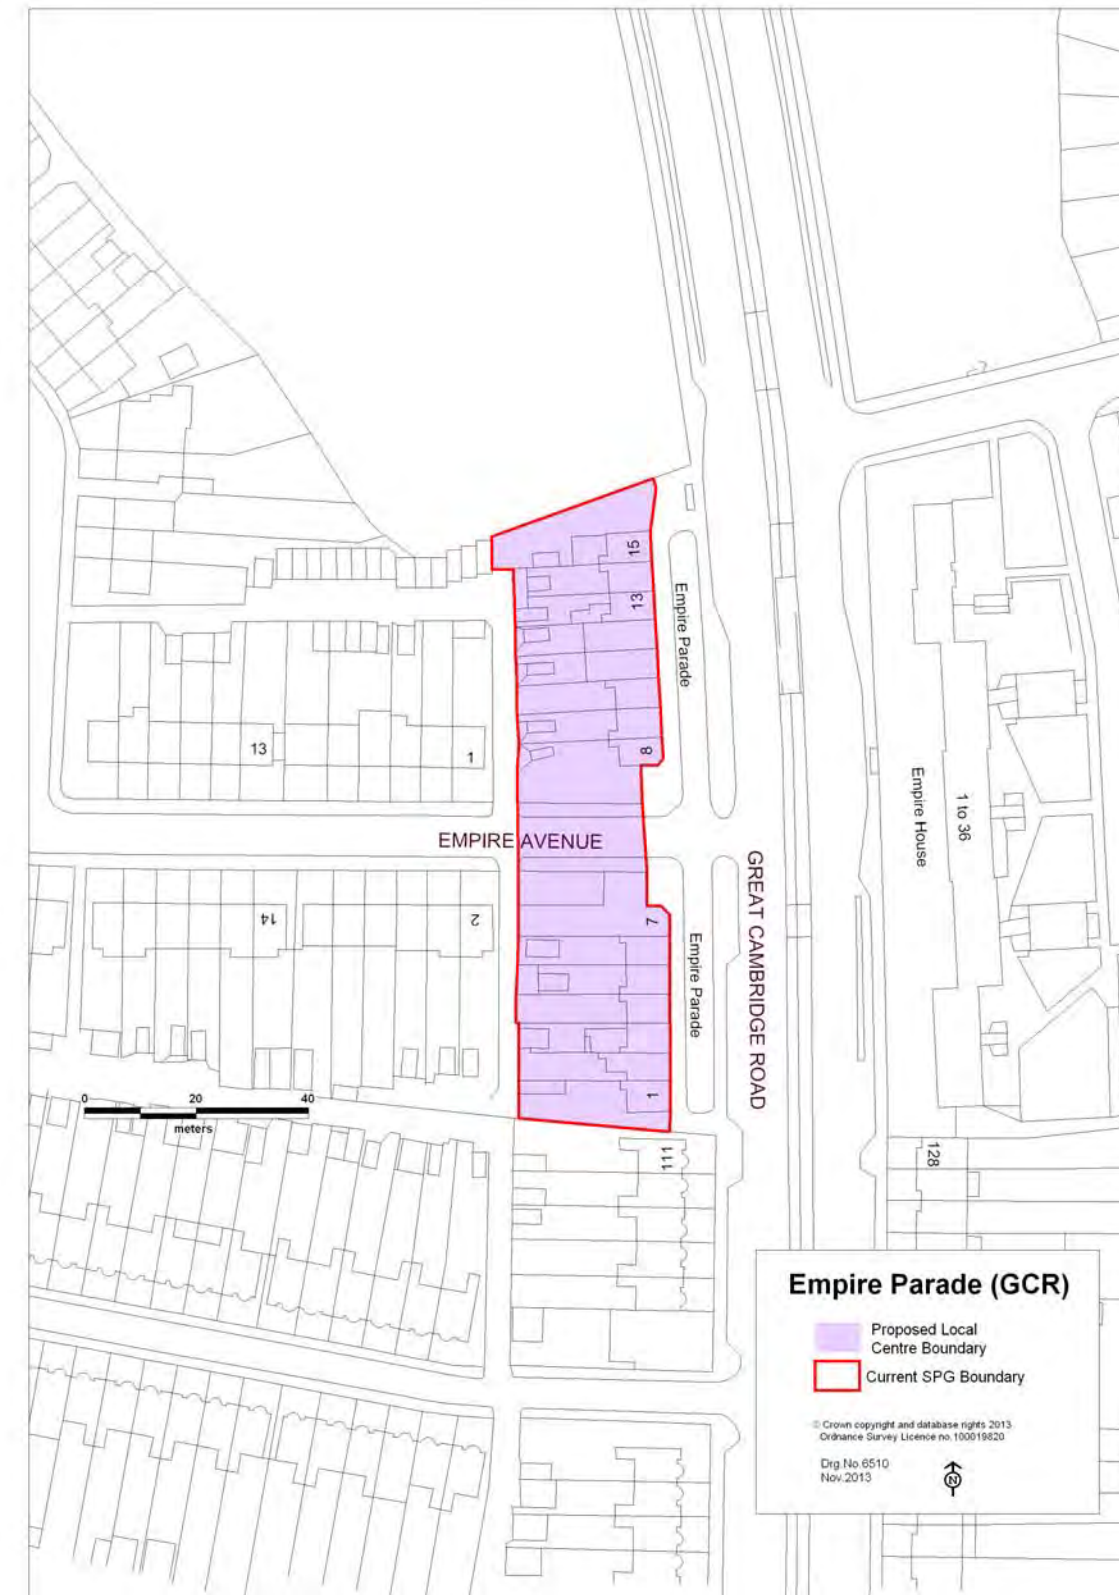 15
13
Empire Parade
8
13
1
EMPIRE AVENUE
Empire House
1 to 36
GREAT CAMBRIDGE ROAD
14
2
7
Empire Parade
1
0 20 40
meters
111
128
Empire Parade (GCR)
Proposed Local
Centre Boundary
Current SPG Boundary
© Crown copyright and database rights 2013
Ordnance Survey Licence no.100019820
Drg.No.6510
Nov.2013
N